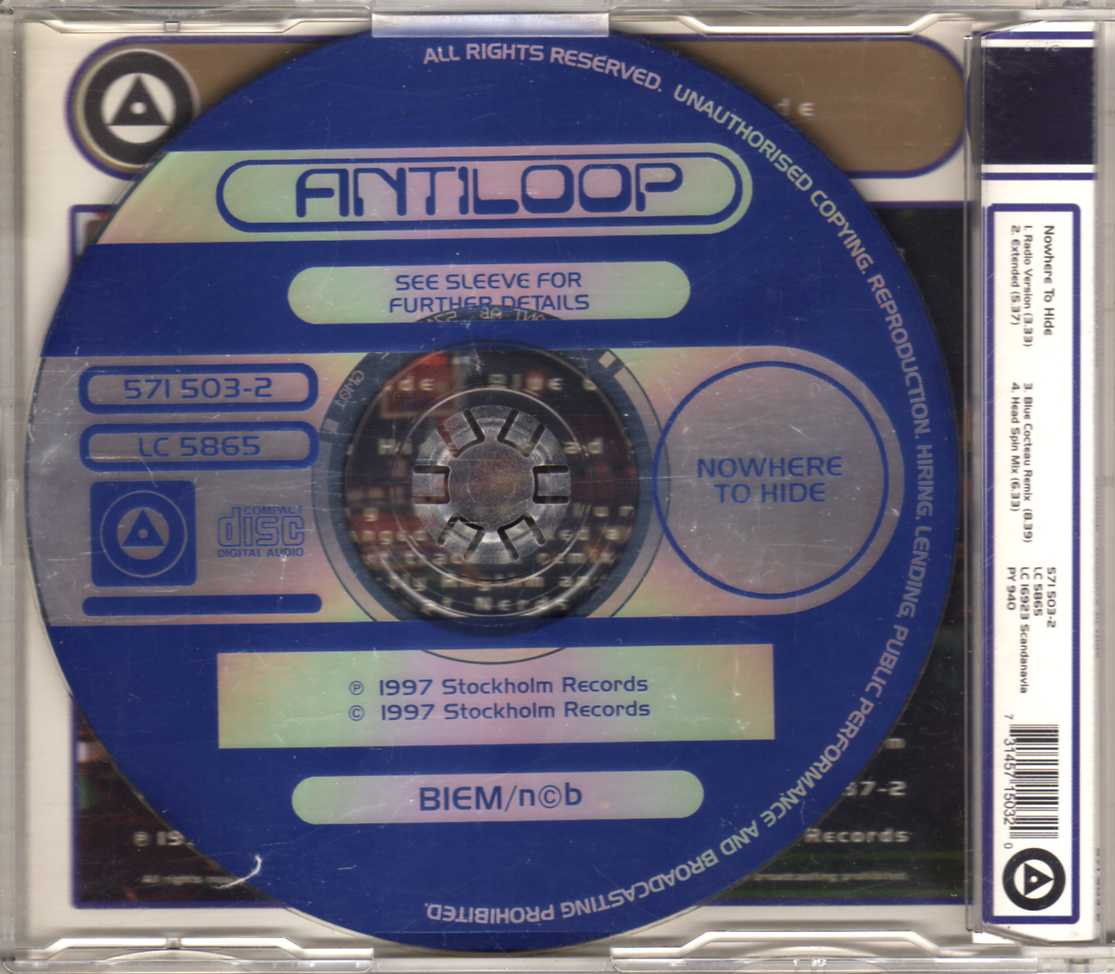 ALL RIGHTS RESERVED. UNAUTHORISED COPYING. REPRODUCTION. HIRING. LENDING. PUBLIC PERFORMANCE AND BROADCASTING PROHIBITED.
ANTILOOP
SEE SLEEVE FOR
FURTHER DETAILS
571 503-2
LC 5865
COMPACT
disc
DIGITAL AUDIO
NOWHERE
TO HIDE
℗ 1997 Stockholm Records
© 1997 Stockholm Records
BIEM/n©b
Records
Nowhere To Hide
1. Radio Version (3.33)
2. Extended (5.37)
3. Blue Cocteau Remix (8.39)
4. Head Spin Mix (6.33)
571 503-2
LC 5865
LC 16923 Scandanavia
PY 940
7 31457 15032 0